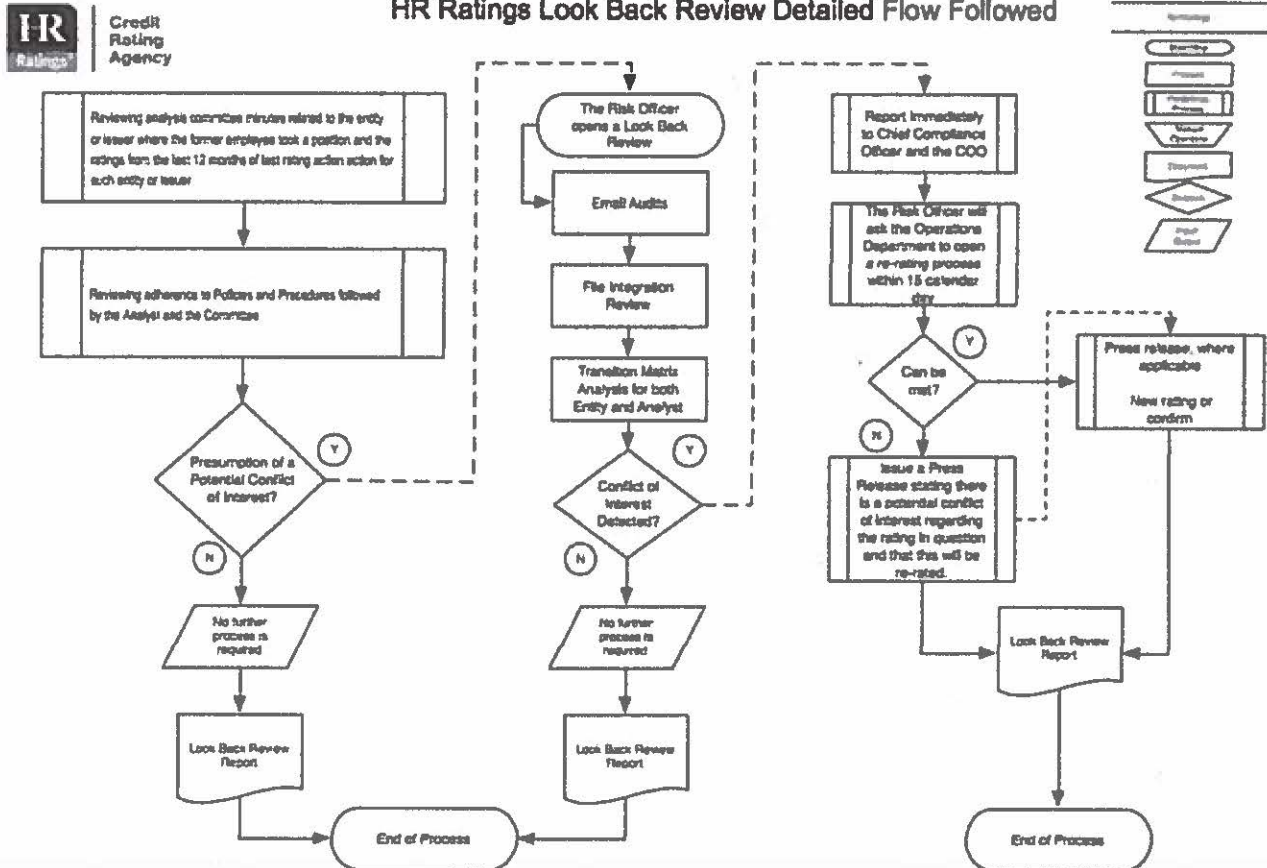 HR Ratings Look Back Review Detailed Flow Followed
HR
Ratings
Credit
Rating
Agency
Reviewing analysis committee minutes related to the entity
or issuer where the former employee took a position and the
ratings from the last 12 months of last rating action action for
such entity or issuer
Reviewing adherence to Policies and Procedures followed
by the Analyst and the Committee
Presumption of a
Potential Conflict
of Interest?
Y
N
No further
process is
required
Look Back Review
Report
End of Process
The Risk Officer
opens a Look Back
Review
Email Audits
File Integration
Review
Transition Matrix
Analysis for both
Entity and Analyst
Conflict of
Interest
Detected?
Y
N
No further
process is
required
Look Back Review
Report
Report Immediately
to Chief Compliance
Officer and the COO
The Risk Officer will
ask the Operations
Department to open
a re-rating process
within 15 calendar
day
Can be
met?
Y
N
Issue a Press
Release stating there
is a potential conflict
of interest regarding
the rating in question
and that this will be
re-rated.
Press release, where
applicable
New rating or
confirm
Look Back Review
Report
End of Process
Process
Document